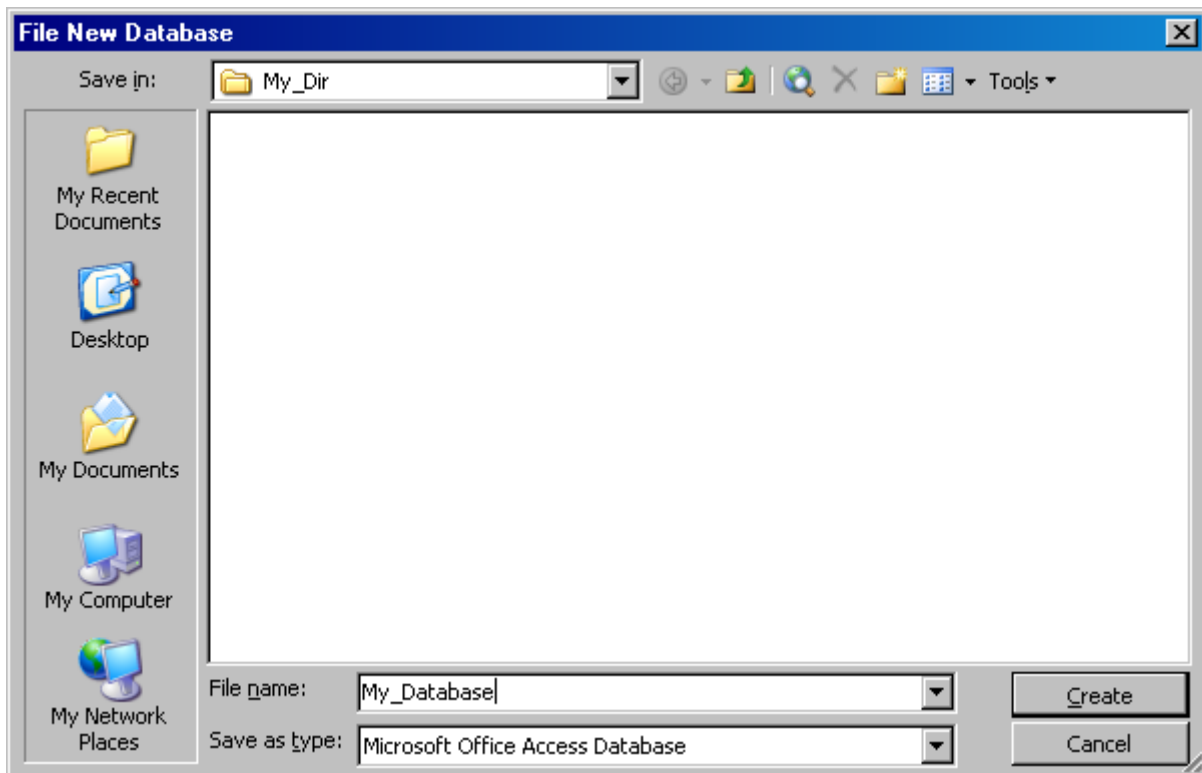 File New Database
Save in:
My_Dir
Tools
My Recent
Documents
Desktop
My Documents
My Computer
My Network
Places
File name:
My_Database
Create
Save as type:
Microsoft Office Access Database
Cancel